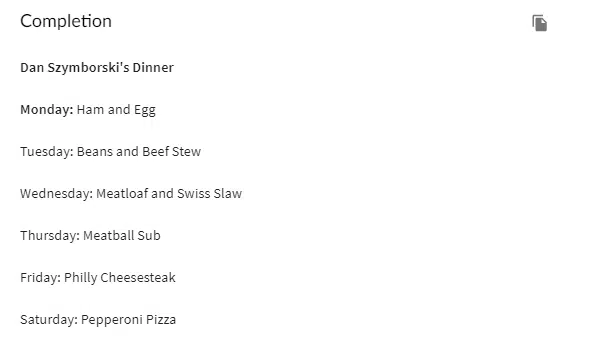 Completion
Dan Szymborski's Dinner
Monday: Ham and Egg
Tuesday: Beans and Beef Stew
Wednesday: Meatloaf and Swiss Slaw
Thursday: Meatball Sub
Friday: Philly Cheesesteak
Saturday: Pepperoni Pizza